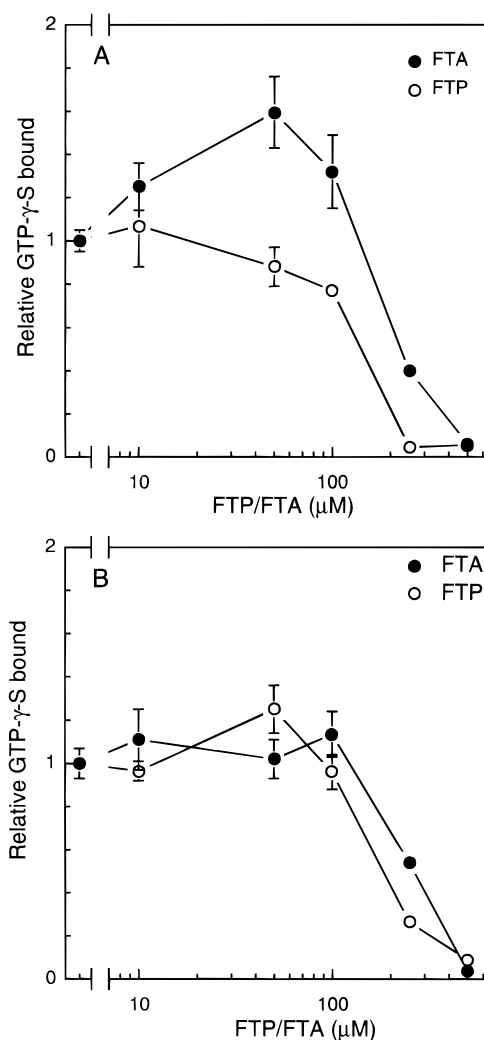 2
A
FTA
FTP
Relative GTP-γ-S bound
1
0
10
100
FTP/FTA (μM)
2
B
FTA
FTP
Relative GTP-γ-S bound
1
0
10
100
FTP/FTA (μM)